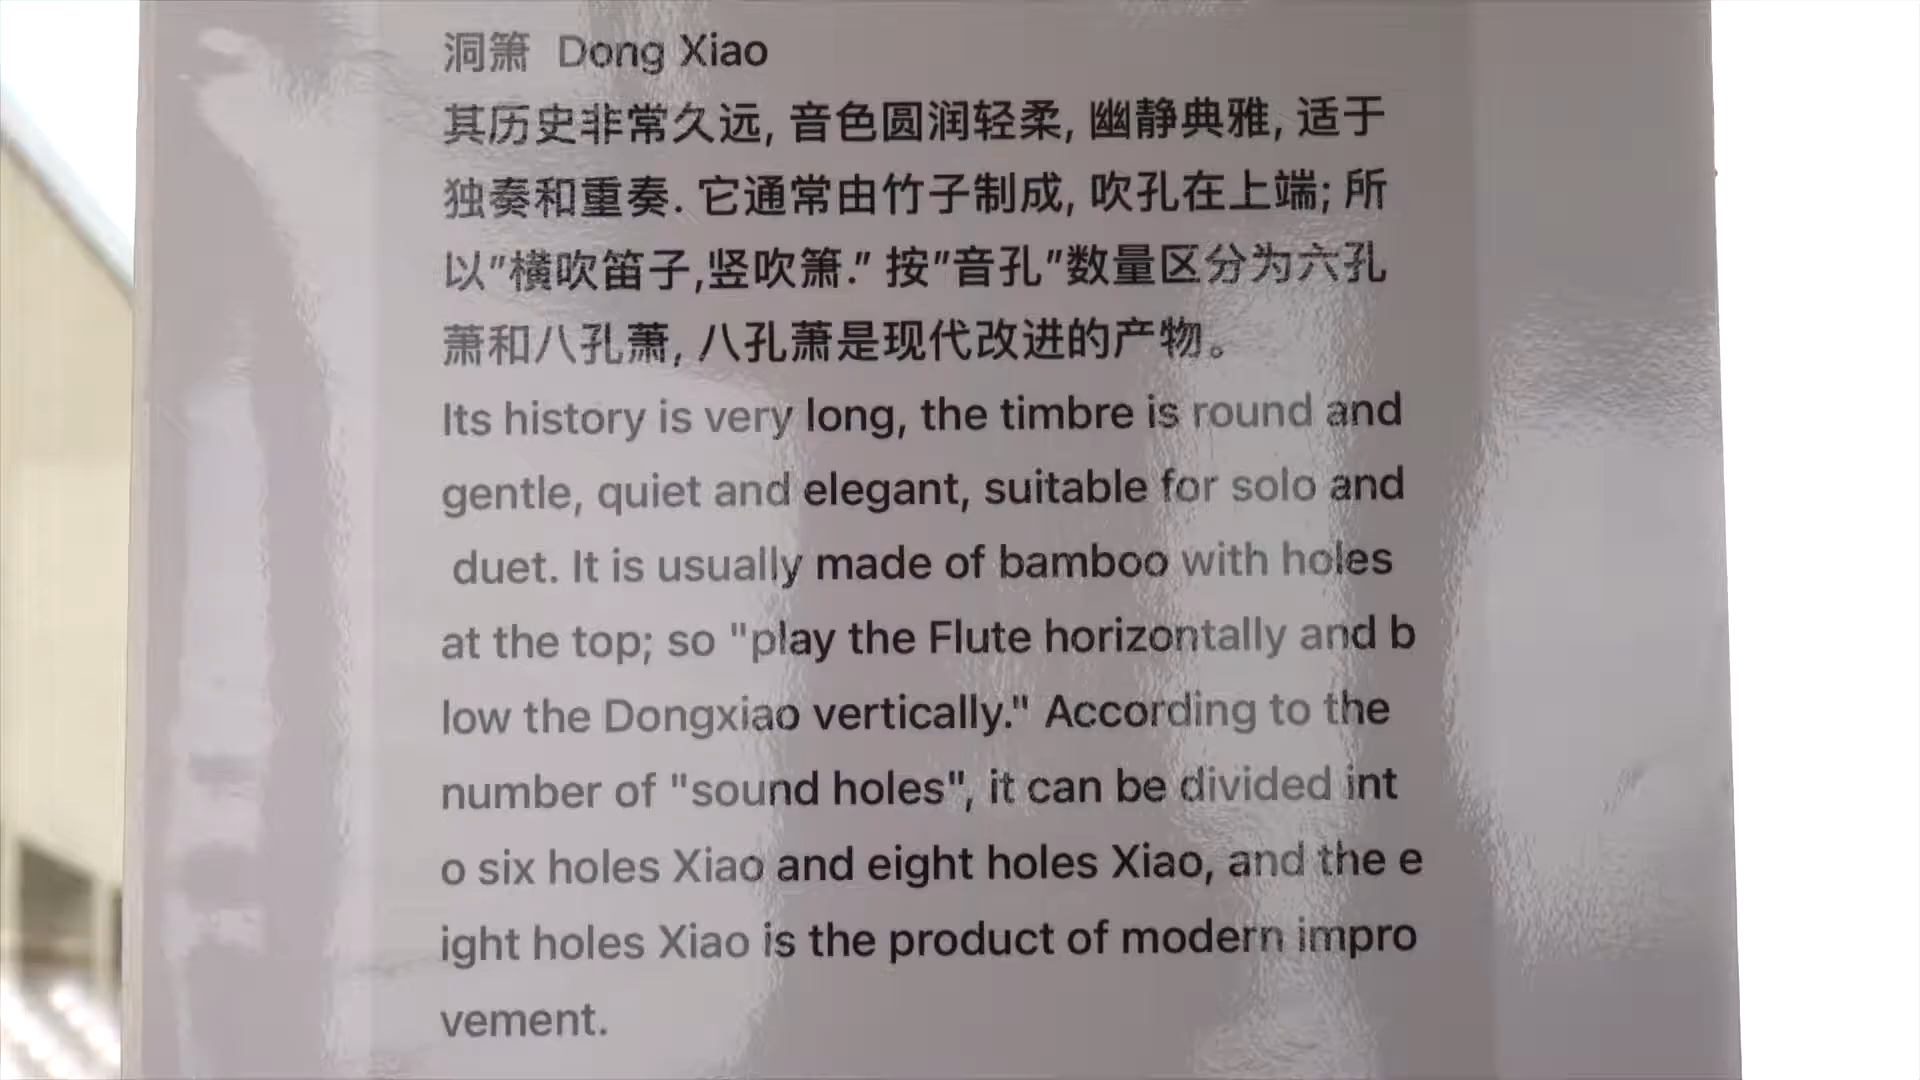 洞箫 Dong Xiao
其历史非常久远, 音色圆润轻柔, 幽静典雅, 适于
独奏和重奏. 它通常由竹子制成, 吹孔在上端; 所
以"横吹笛子,竖吹箫." 按"音孔"数量区分为六孔
萧和八孔萧, 八孔萧是现代改进的产物。
Its history is very long, the timbre is round and
gentle, quiet and elegant, suitable for solo and
duet. It is usually made of bamboo with holes
at the top; so "play the Flute horizontally and b
low the Dongxiao vertically." According to the
number of "sound holes", it can be divided int
o six holes Xiao and eight holes Xiao, and the e
ight holes Xiao is the product of modern impro
vement.